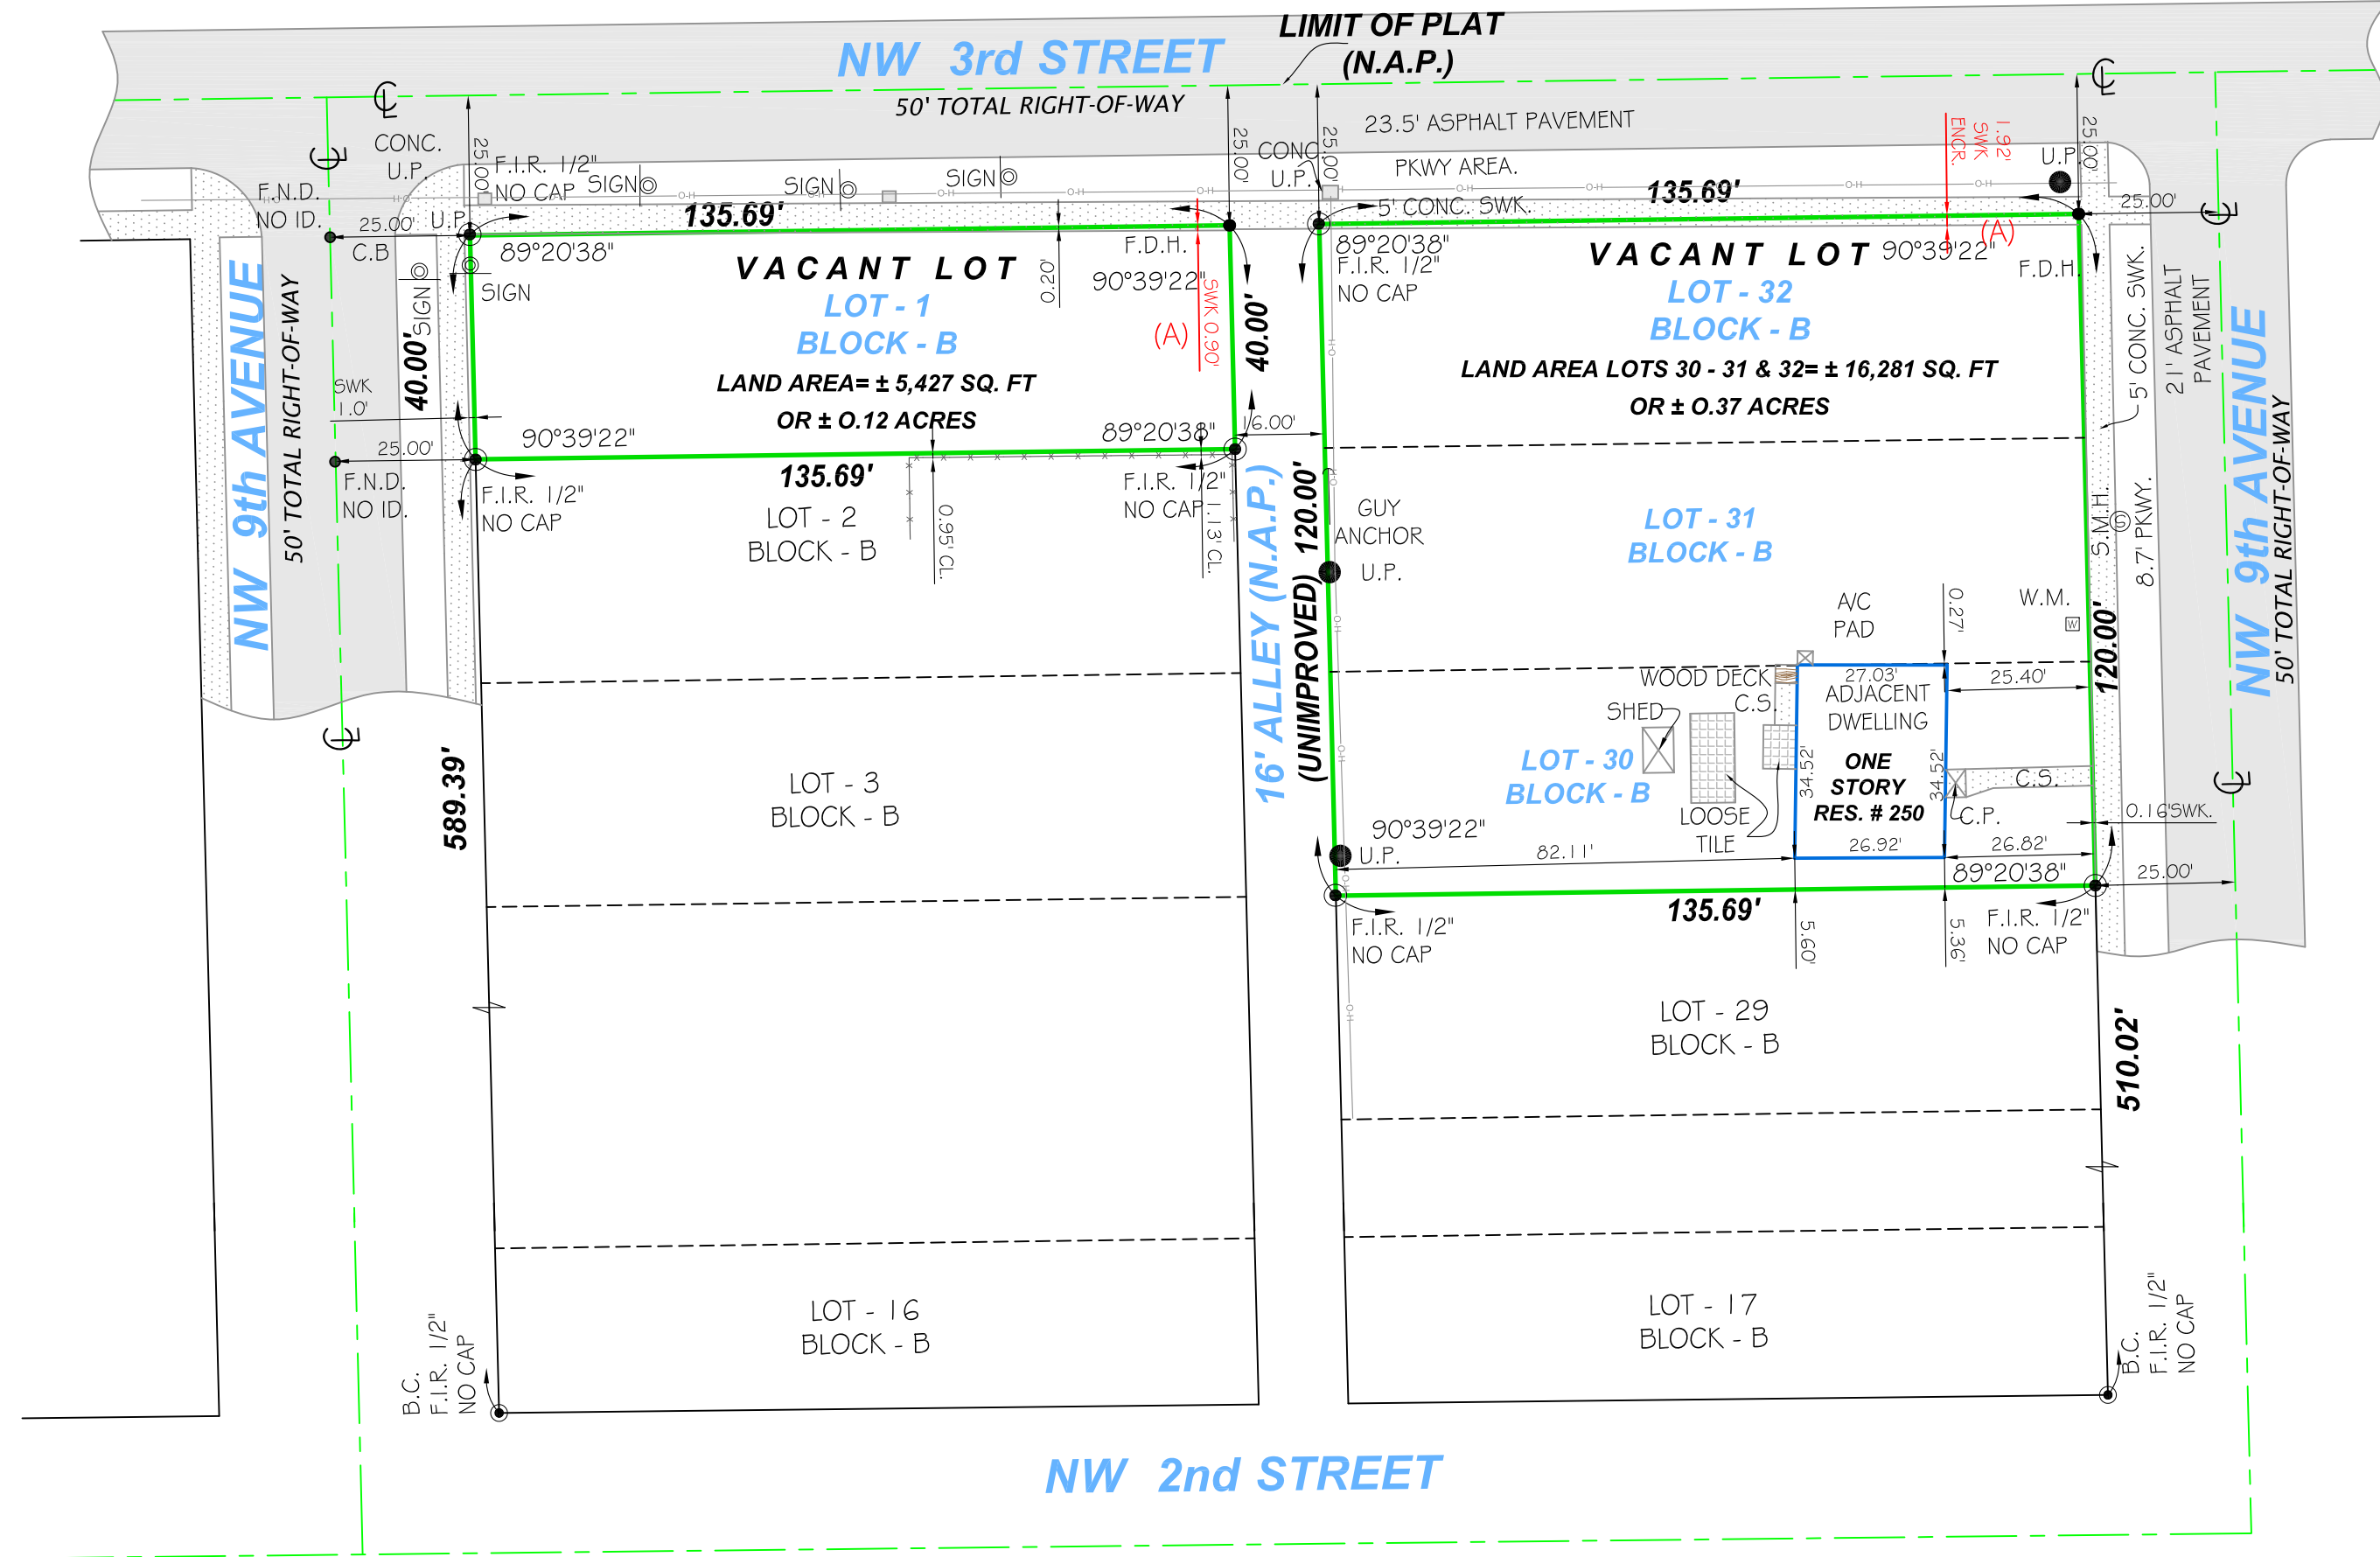 LIMIT OF PLAT
(N.A.P.)
NW 3rd STREET
50' TOTAL RIGHT-OF-WAY
23.5' ASPHALT PAVEMENT
PKWY AREA.
5' CONC. SWK.
CONC.
U.P.
F.N.D.
NO ID.
25.00'
C.B
U.P.
25.00'
F.I.R. 1/2"
NO CAP
SIGN
SIGN
SIGN
O-H
O-H
O-H
O-H
135.69'
25.00'
CONC.
U.P.
25.00'
O-H
O-H
O-H
O-H
135.69'
1.92'
SWK
ENCR.
U.P.
25.00'
25.00'
(A)
89°20'38"
SIGN
SIGN
VACANT LOT
LOT - 1
BLOCK - B
LAND AREA= ± 5,427 SQ. FT
OR ± 0.12 ACRES
0.20'
F.D.H.
90°39'22"
SWK 0.90'
(A)
40.00'
40.00'
SWK
1.0'
25.00'
90°39'22"
89°20'38"
16.00'
135.69'
F.N.D.
NO ID.
F.I.R. 1/2"
NO CAP
F.I.R. 1/2"
NO CAP
0.95' CL.
1.13' CL.
89°20'38"
F.I.R. 1/2"
NO CAP
VACANT LOT
90°39'22"
F.D.H.
LOT - 32
BLOCK - B
LAND AREA LOTS 30 - 31 & 32= ± 16,281 SQ. FT
OR ± 0.37 ACRES
5' CONC. SWK.
21' ASPHALT
PAVEMENT
NW 9th AVENUE
50' TOTAL RIGHT-OF-WAY
NW 9th AVENUE
50' TOTAL RIGHT-OF-WAY
LOT - 2
BLOCK - B
16' ALLEY (N.A.P.)
(UNIMPROVED)
120.00'
GUY
ANCHOR
U.P.
LOT - 31
BLOCK - B
S.M.H.
S
8.7' PKWY.
W.M.
W
120.00'
A/C
PAD
0.27'
WOOD DECK
C.S.
SHED
27.03'
ADJACENT
DWELLING
25.40'
ONE
STORY
RES. # 250
34.52'
34.52'
LOT - 30
BLOCK - B
LOOSE
TILE
C.S.
C.P.
0.16'SWK.
90°39'22"
U.P.
82.11'
26.92'
26.82'
89°20'38"
25.00'
135.69'
F.I.R. 1/2"
NO CAP
5.60'
5.36'
F.I.R. 1/2"
NO CAP
589.39'
LOT - 3
BLOCK - B
LOT - 29
BLOCK - B
510.02'
LOT - 16
BLOCK - B
LOT - 17
BLOCK - B
B.C.
F.I.R. 1/2"
NO CAP
B.C.
F.I.R. 1/2"
NO CAP
NW 2nd STREET